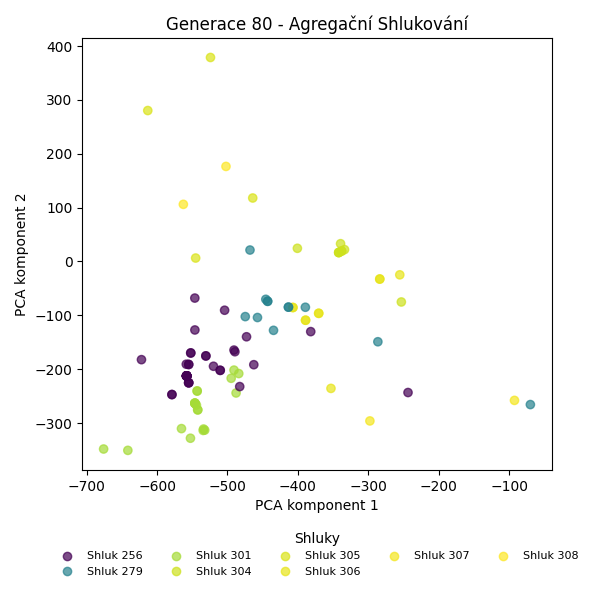 Generace 80 - Agregační Shlukování
PCA komponent 2
400
300
200
100
0
−100
−200
−300
−700 −600 −500 −400 −300 −200 −100
PCA komponent 1
Shluky
Shluk 256 Shluk 301 Shluk 305 Shluk 307 Shluk 308
Shluk 279 Shluk 304 Shluk 306